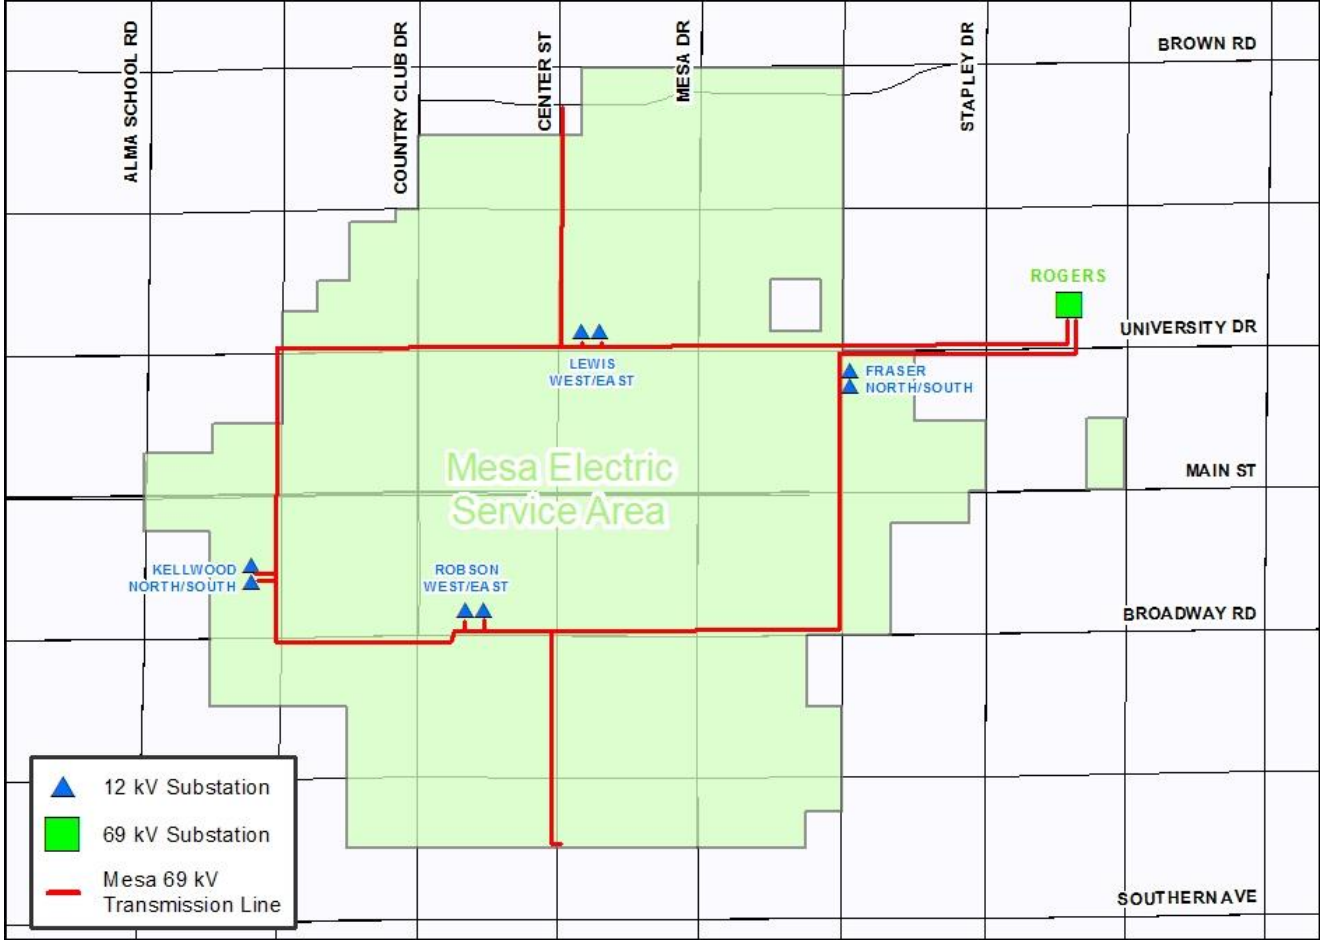 ALMA SCHOOL RD
COUNTRY CLUB DR
CENTER ST
MESA DR
STAPLEY DR
BROWN RD
ROGERS
UNIVERSITY DR
LEWIS
WEST/EAST
FRASER
NORTH/SOUTH
Mesa Electric
Service Area
MAIN ST
KELLWOOD
NORTH/SOUTH
ROBSON
WEST/EAST
BROADWAY RD
12 kV Substation
69 kV Substation
Mesa 69 kV
Transmission Line
SOUTHERN AVE